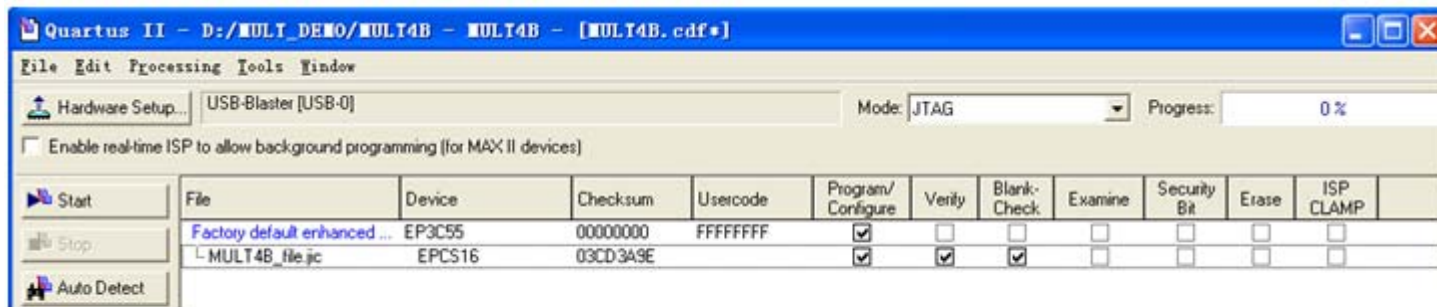 Quartus II - D:/MULT_DEMO/MULT4B - MULT4B - [MULT4B.cdf*]
File Edit Processing Tools Window
Hardware Setup... USB-Blaster [USB-0] Mode: JTAG Progress: 0 %
Enable real-time ISP to allow background programming (for MAX II devices)
Start
Stop
Auto Detect
File Device Checksum Usercode Program/ Configure Verify Blank- Check Examine Security Bit Erase ISP CLAMP
Factory default enhanced ... EP3C55 00000000 FFFFFFFF
MULT4B_file.jic EPCS16 03CD3A9E